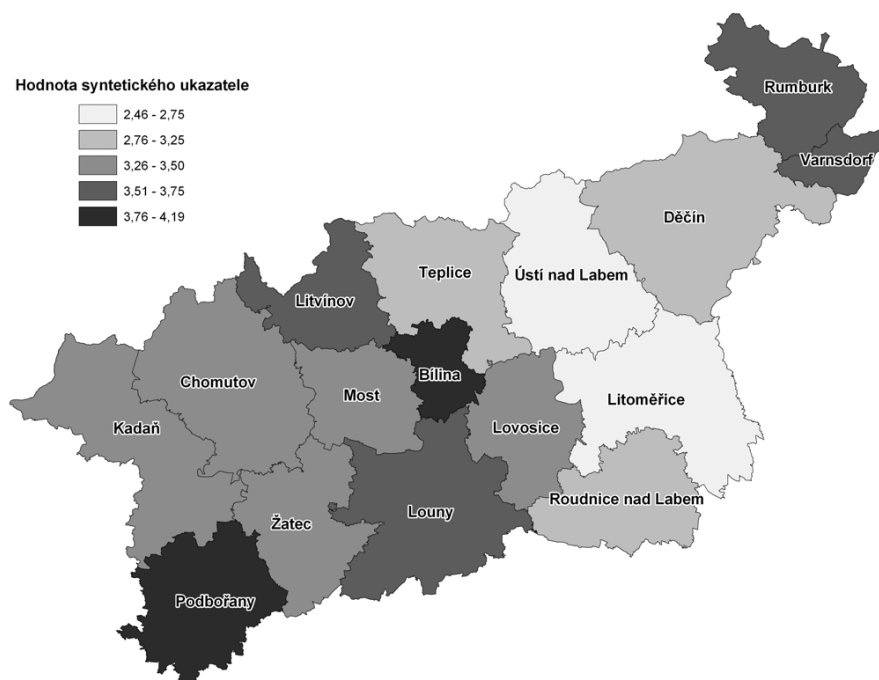 Hodnota syntetického ukazatele
2,46 - 2,75
2,76 - 3,25
3,26 - 3,50
3,51 - 3,75
3,76 - 4,19
Rumburk
Varnsdorf
Děčín
Teplice
Ústí nad Labem
Litvínov
Bílina
Chomutov
Most
Litoměřice
Lovosice
Kadaň
Roudnice nad Labem
Louny
Žatec
Podbořany